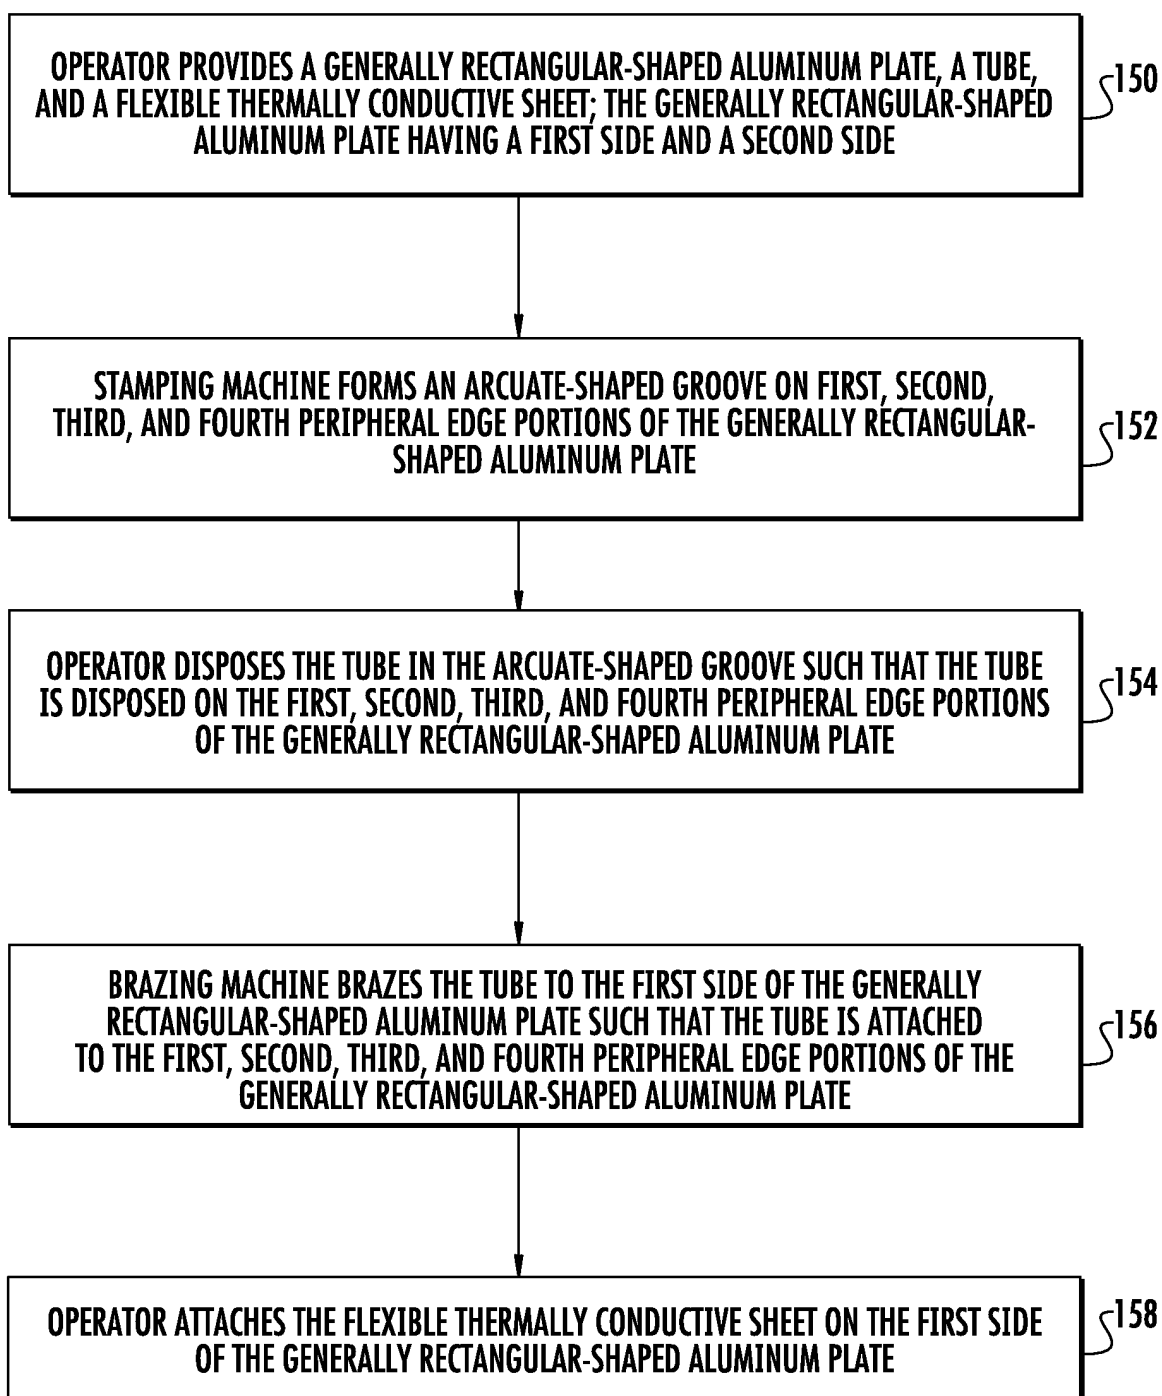 OPERATOR PROVIDES A GENERALLY RECTANGULAR-SHAPED ALUMINUM PLATE, A TUBE,
AND A FLEXIBLE THERMALLY CONDUCTIVE SHEET; THE GENERALLY RECTANGULAR-SHAPED
ALUMINUM PLATE HAVING A FIRST SIDE AND A SECOND SIDE
150
STAMPING MACHINE FORMS AN ARCUATE-SHAPED GROOVE ON FIRST, SECOND,
THIRD, AND FOURTH PERIPHERAL EDGE PORTIONS OF THE GENERALLY RECTANGULAR-
SHAPED ALUMINUM PLATE
152
OPERATOR DISPOSES THE TUBE IN THE ARCUATE-SHAPED GROOVE SUCH THAT THE TUBE
IS DISPOSED ON THE FIRST, SECOND, THIRD, AND FOURTH PERIPHERAL EDGE PORTIONS
OF THE GENERALLY RECTANGULAR-SHAPED ALUMINUM PLATE
154
BRAZING MACHINE BRAZES THE TUBE TO THE FIRST SIDE OF THE GENERALLY
RECTANGULAR-SHAPED ALUMINUM PLATE SUCH THAT THE TUBE IS ATTACHED
TO THE FIRST, SECOND, THIRD, AND FOURTH PERIPHERAL EDGE PORTIONS OF THE
GENERALLY RECTANGULAR-SHAPED ALUMINUM PLATE
156
OPERATOR ATTACHES THE FLEXIBLE THERMALLY CONDUCTIVE SHEET ON THE FIRST SIDE
OF THE GENERALLY RECTANGULAR-SHAPED ALUMINUM PLATE
158